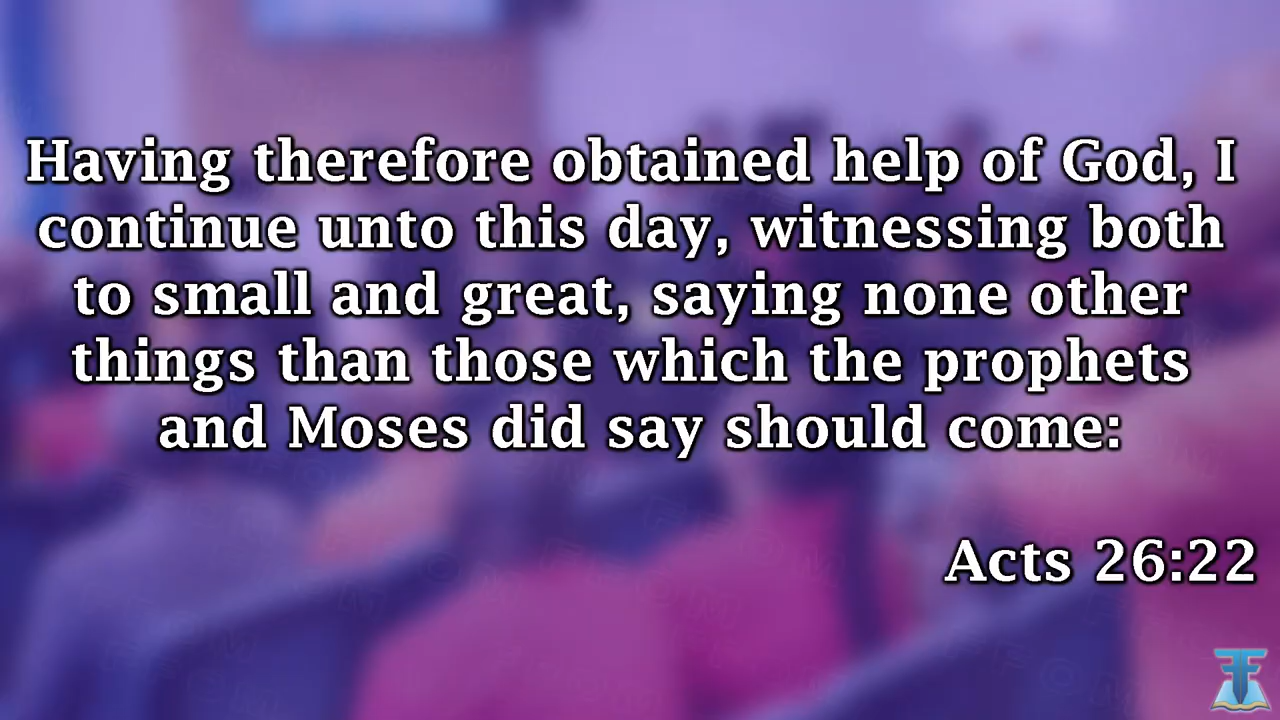 Having therefore obtained help of God, I
continue unto this day, witnessing both
to small and great, saying none other
things than those which the prophets
and Moses did say should come:
Acts 26:22